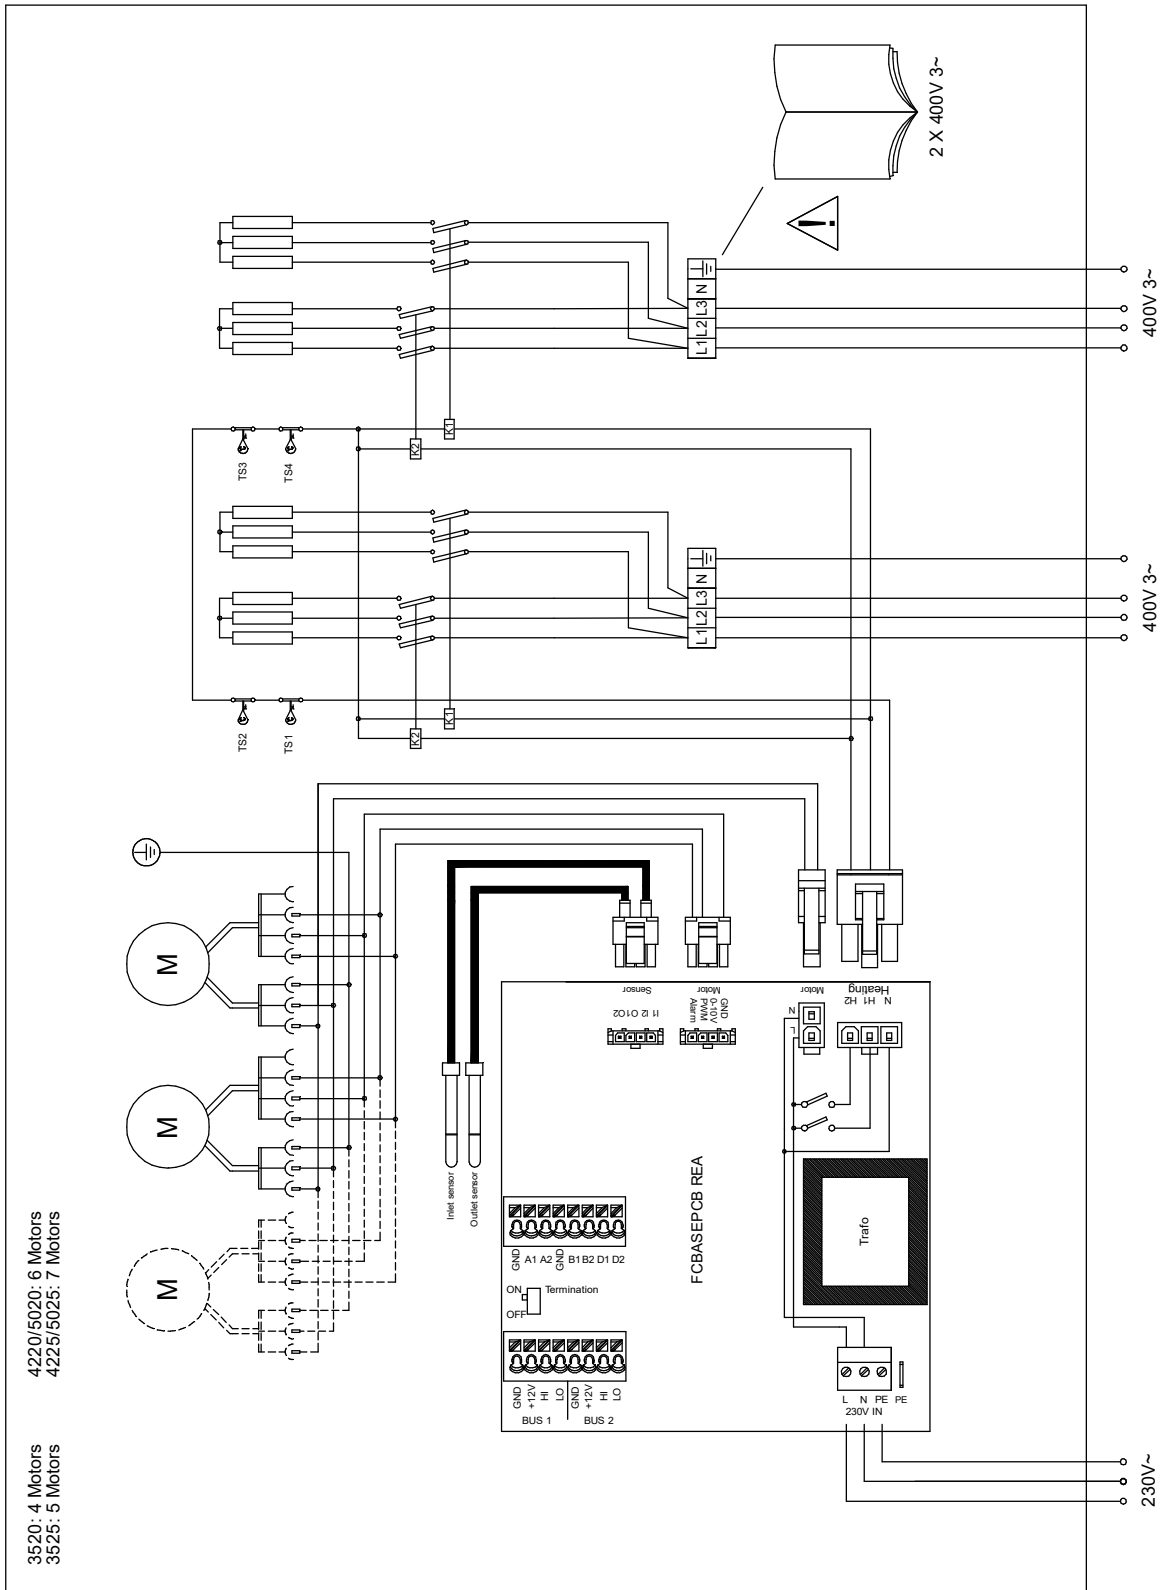 3520: 4 Motors
3525: 5 Motors
4220/5020: 6 Motors
4225/5025: 7 Motors
M
M
M
TS2
TS1
TS3
TS4
K2
K1
K2
K1
L1 L2 L3 N
L1 L2 L3 N
2 X 400V 3~
400V 3~
400V 3~
230V~
Inlet sensor
Outlet sensor
Sensor
I1 I2 O1O2
Motor
Alarm
PWM
0-10V
GND
Motor
L
N
Heating
H2 H1 N
FCBASEPCB REA
Trafo
GND A1 A2 GND B1 B2 D1 D2
ON
OFF
Termination
GND +12V HI LO GND +12V HI LO
BUS 1 BUS 2
L N PE PE
230V IN